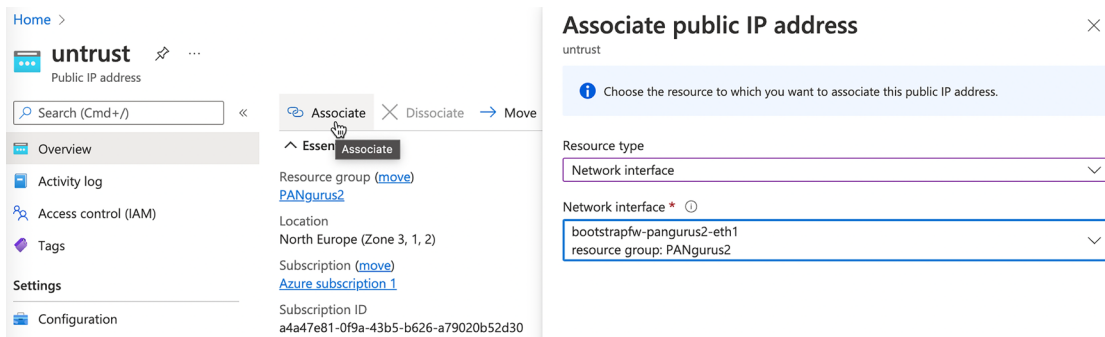 Home >
untrust
Public IP address
Search (Cmd+/)
«
Overview
Activity log
Access control (IAM)
Tags
Settings
Configuration
Associate
Dissociate
Move
Essen
Associate
Resource group (move)
PANgurus2
Location
North Europe (Zone 3, 1, 2)
Subscription (move)
Azure subscription 1
Subscription ID
a4a47e81-0f9a-43b5-b626-a79020b52d30
Associate public IP address
untrust
Choose the resource to which you want to associate this public IP address.
Resource type
Network interface
Network interface *
bootstrapfw-pangurus2-eth1
resource group: PANgurus2